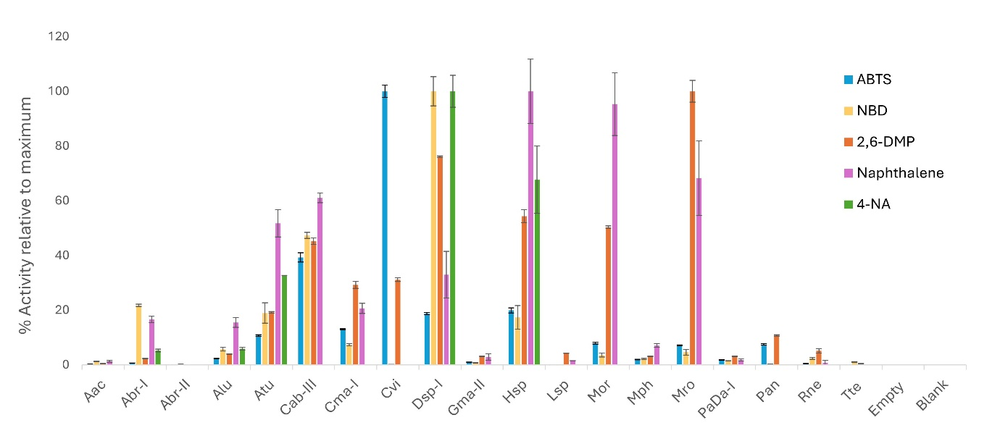 % Activity relative to maximum
120
100
80
60
40
20
0
Aac
Abr-I
Abr-II
Alu
Atu
Cab-III
Cma-I
Cvi
Dsp-I
Gma-II
Hsp
Lsp
Mor
Mph
Mro
PaDa-I
Pan
Rne
Tte
Empty
Blank
ABTS
NBD
2,6-DMP
Naphthalene
4-NA